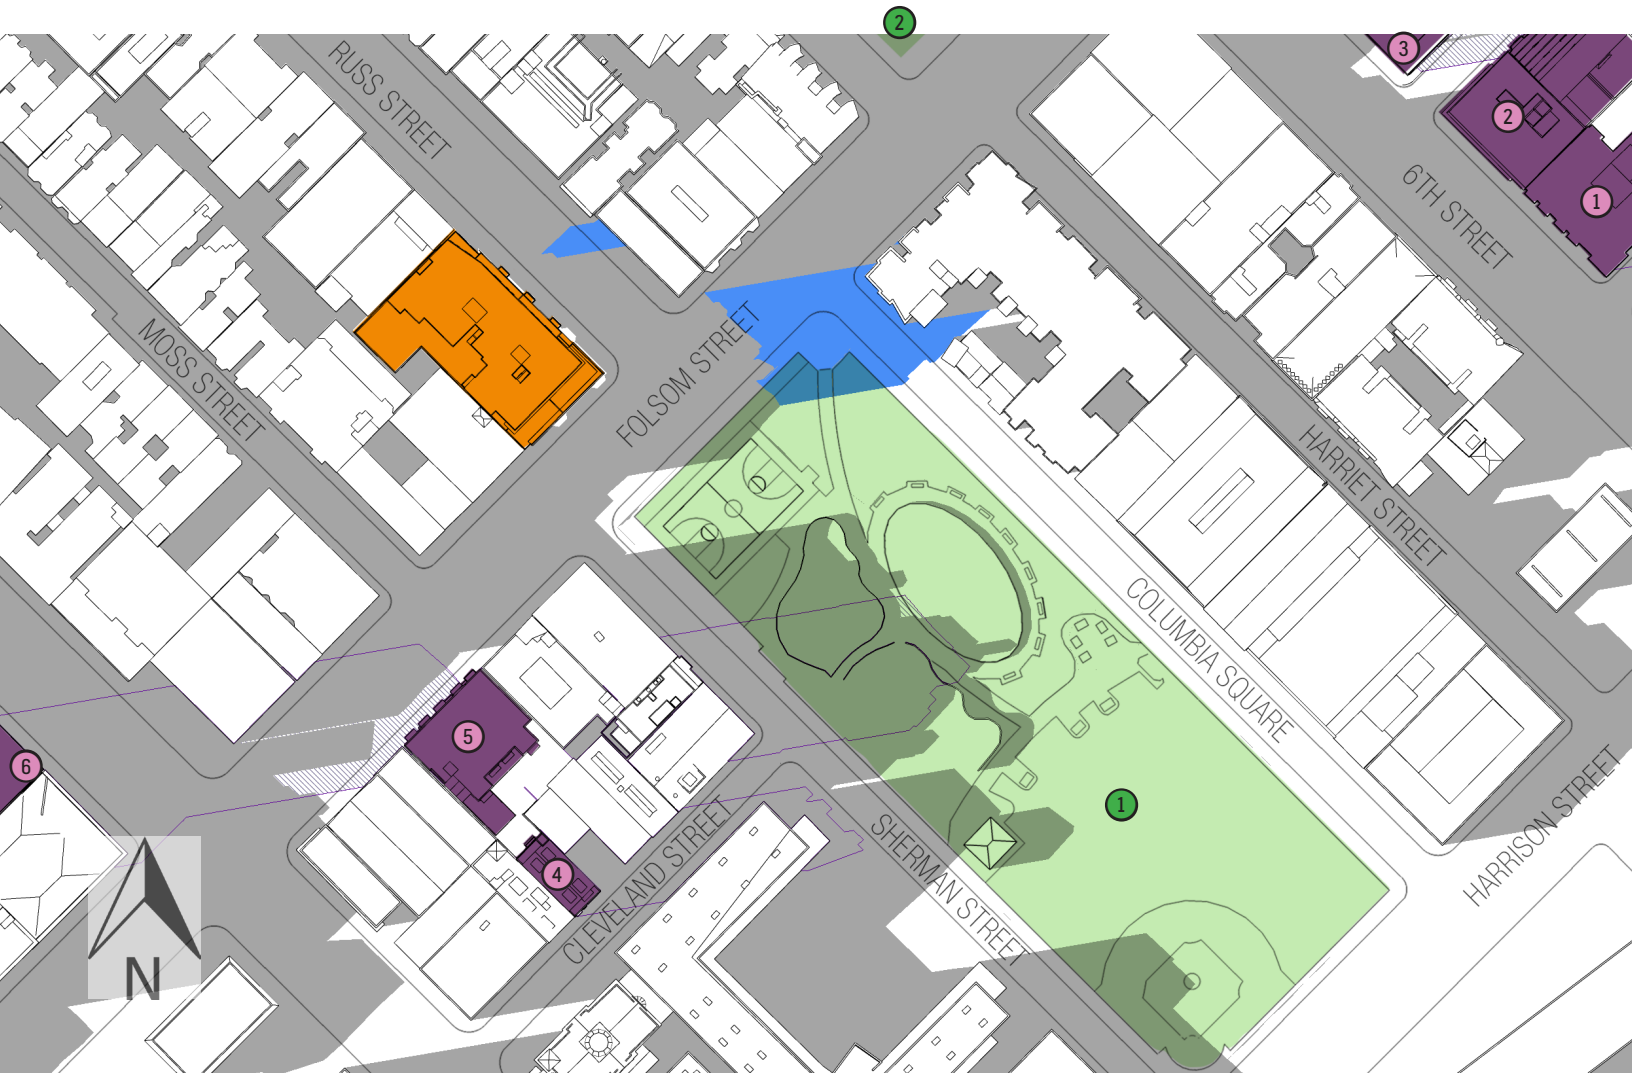 2
3
RUSS STREET
2
6TH STREET
1
MOSS STREET
FOLSOM STREET
HARRIET STREET
COLUMBIA SQUARE
5
6
1
HARRISON STREET
SHERMAN STREET
4
CLEVELAND STREET
N